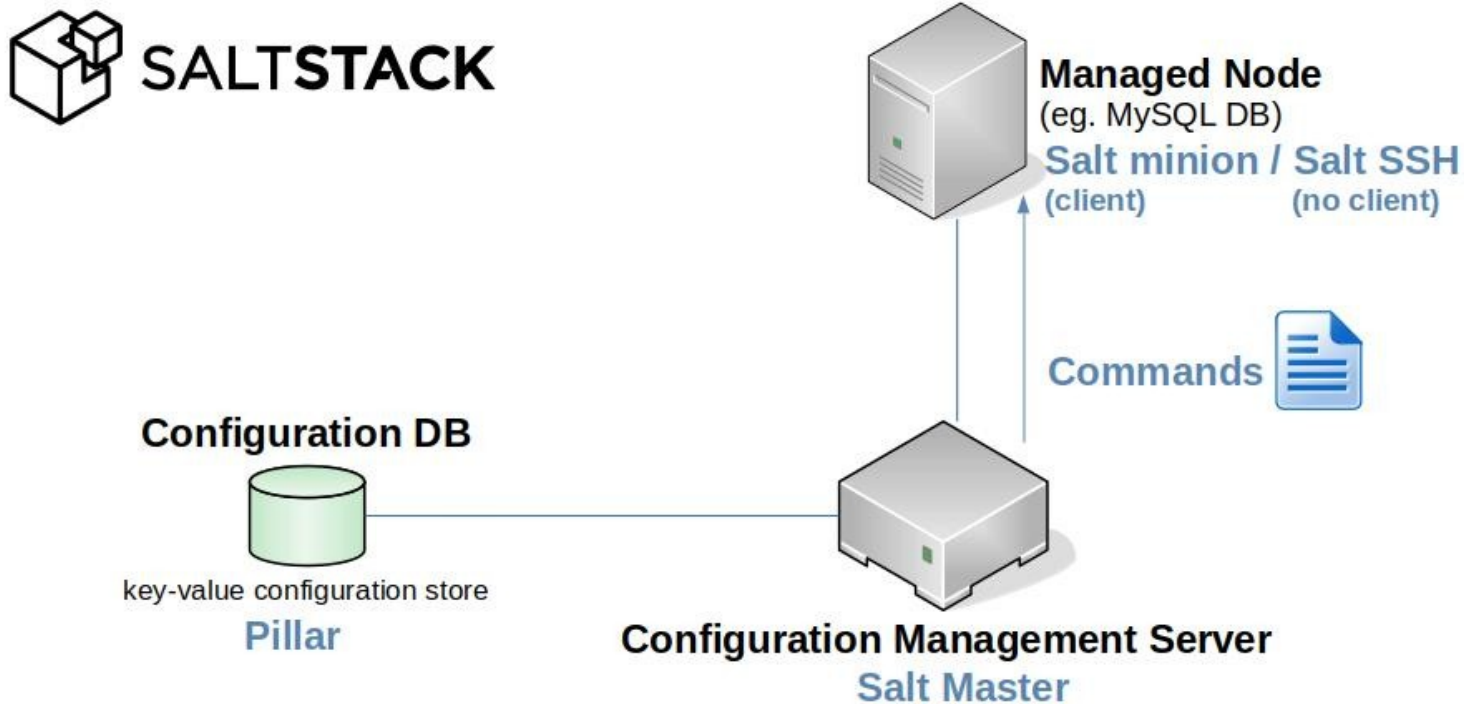 SALTSTACK
Managed Node
(eg. MySQL DB)
Salt minion / Salt SSH
(client) (no client)
Commands
Configuration DB
key-value configuration store
Pillar
Configuration Management Server
Salt Master